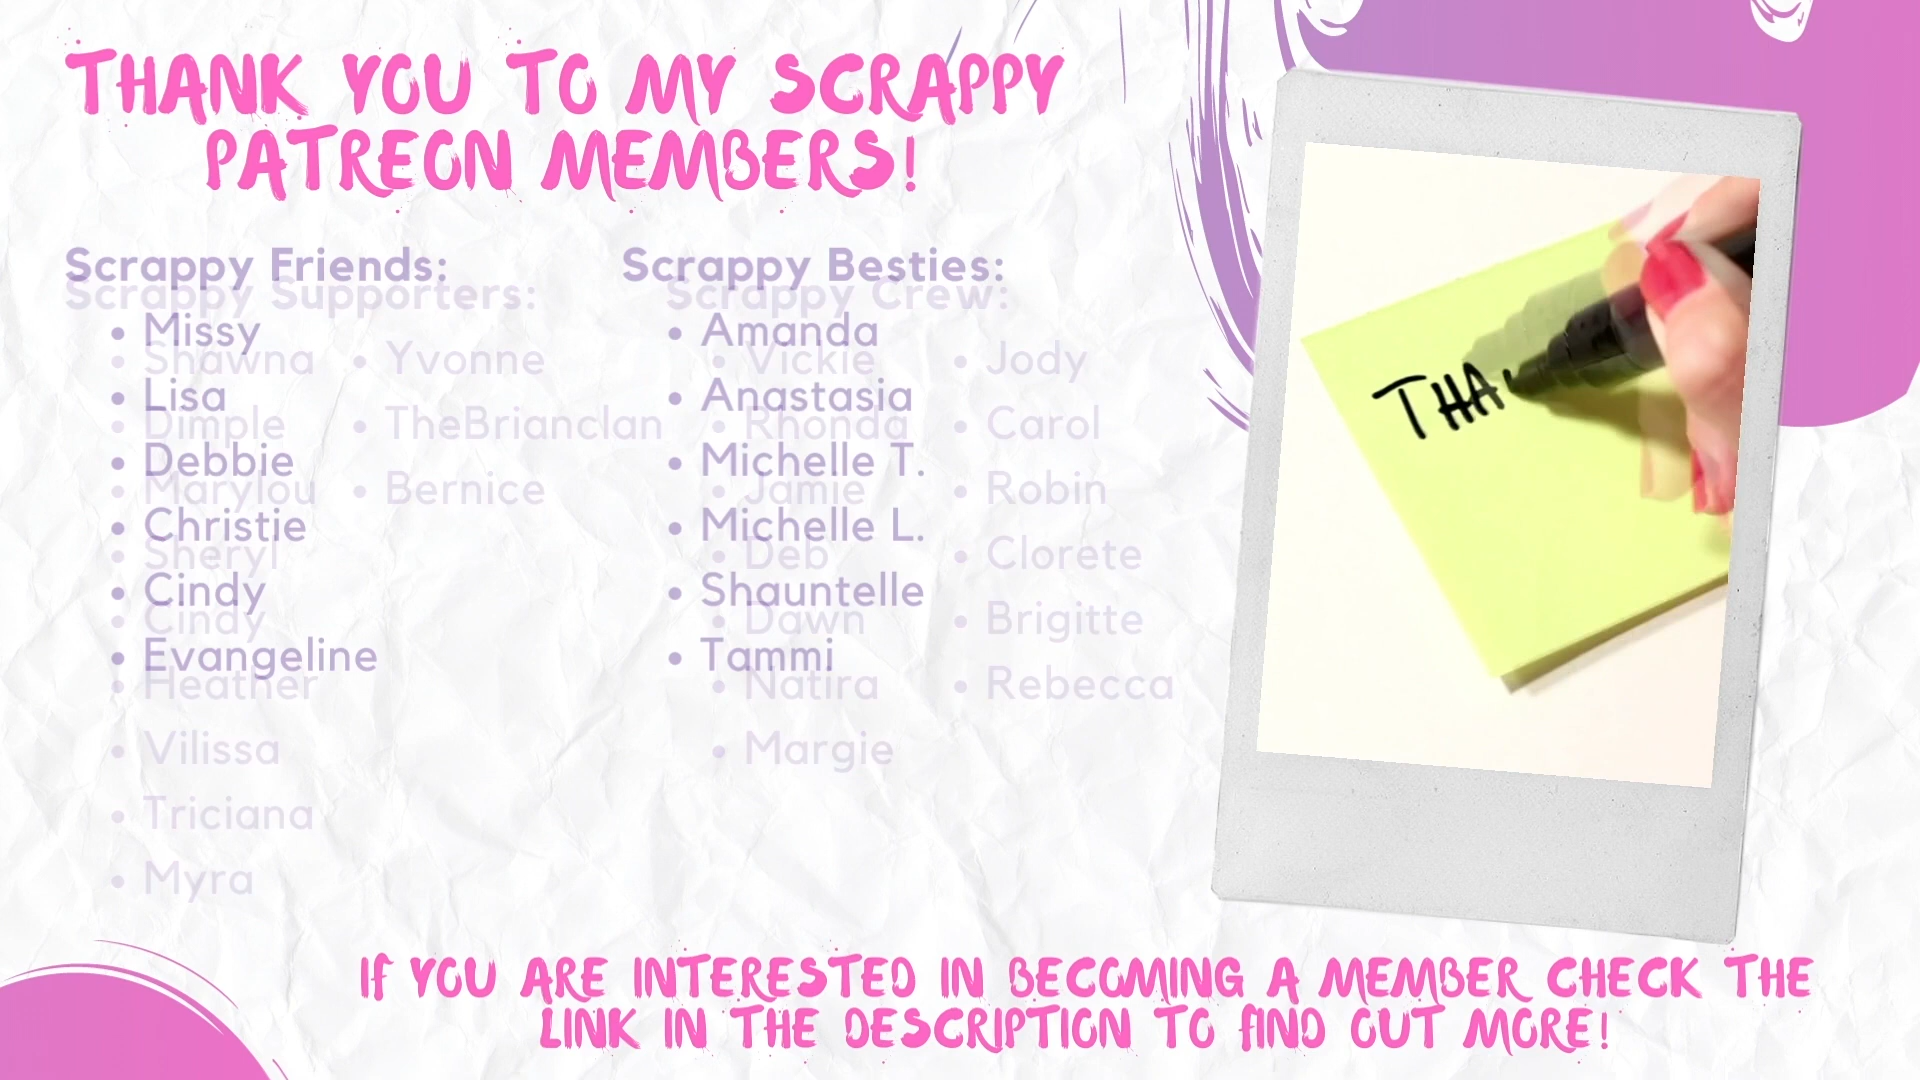 THANK YOU TO MY SCRAPPY
PATREON MEMBERS!
Scrappy Friends:
• Missy
• Lisa
• Debbie
• Christie
• Cindy
• Evangeline
Scrappy Besties:
• Amanda
• Anastasia
• Michelle T.
• Michelle L.
• Shauntelle
• Tammi
Scrappy Supporters:
• Shawna
• Dimple
• Marylou
• Sheryl
• Cindy
• Heather
• Vilissa
• Triciana
• Myra
• Yvonne
• TheBrianclan
• Bernice
Scrappy Crew:
• Vickie
• Rhonda
• Jamie
• Deb
• Dawn
• Natira
• Margie
• Jody
• Carol
• Robin
• Clorete
• Brigitte
• Rebecca
THA
IF YOU ARE INTERESTED IN BECOMING A MEMBER CHECK THE
LINK IN THE DESCRIPTION TO FIND OUT MORE!